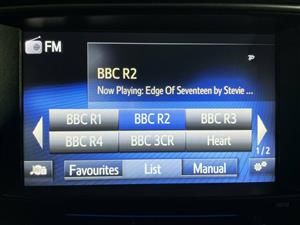 FM
BBC R2
Now Playing: Edge Of Seventeen by Stevie ...
BBC R1 BBC R2 BBC R3
BBC R4 BBC 3CR Heart
1/2
Favourites List Manual